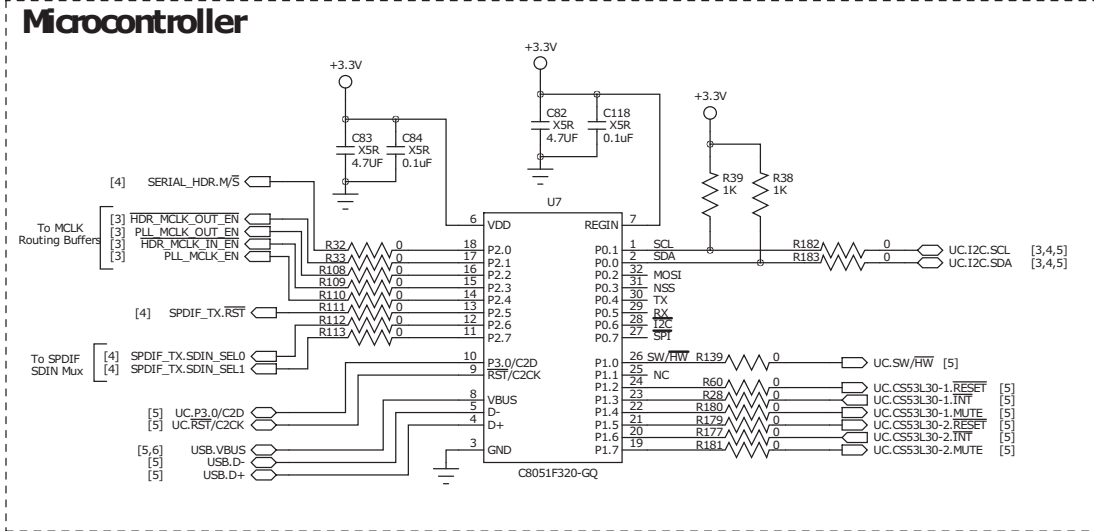 Microcontroller
+3.3V
+3.3V
+3.3V
C83
X5R
4.7UF
C84
X5R
0.1uF
C82
X5R
4.7UF
C118
X5R
0.1uF
R39
1K
R38
1K
[4] SERIAL_HDR.M/S
To MCLK
Routing Buffers
[3] HDR_MCLK_OUT_EN
[3] PLL_MCLK_OUT_EN
[3] HDR_MCLK_IN_EN
[3] PLL_MCLK_EN
[4] SPDIF_TX.RST
To SPDIF
SDIN Mux
[4] SPDIF_TX.SDIN_SEL0
[4] SPDIF_TX.SDIN_SEL1
[5] UC.P3.0/C2D
[5] UC.RST/C2CK
[5,6] USB.VBUS
[5] USB.D-
[5] USB.D+
R32 0
R33 0
R108 0
R109 0
R110 0
R111 0
R112 0
R113 0
U7
6 VDD
18 P2.0
17 P2.1
16 P2.2
15 P2.3
14 P2.4
13 P2.5
12 P2.6
11 P2.7
10 P3.0/C2D
9 RST/C2CK
8 VBUS
5 D-
4 D+
3 GND
REGIN 7
P0.1 1 SCL R182 0 UC.I2C.SCL [3,4,5]
P0.0 2 SDA R183 0 UC.I2C.SDA [3,4,5]
P0.2 32 MOSI
P0.3 31 NSS
P0.4 30 TX
P0.5 29 RX
P0.6 28 I2C
P0.7 27 SPI
P1.0 26 SW/HW R139 0 UC.SW/HW [5]
P1.1 25 NC
P1.2 24 R60 0 UC.CS53L30-1.RESET [5]
P1.3 23 R28 0 UC.CS53L30-1.INT [5]
P1.4 22 R180 0 UC.CS53L30-1.MUTE [5]
P1.5 21 R179 0 UC.CS53L30-2.RESET [5]
P1.6 20 R177 0 UC.CS53L30-2.INT [5]
P1.7 19 R181 0 UC.CS53L30-2.MUTE [5]
C8051F320-GQ